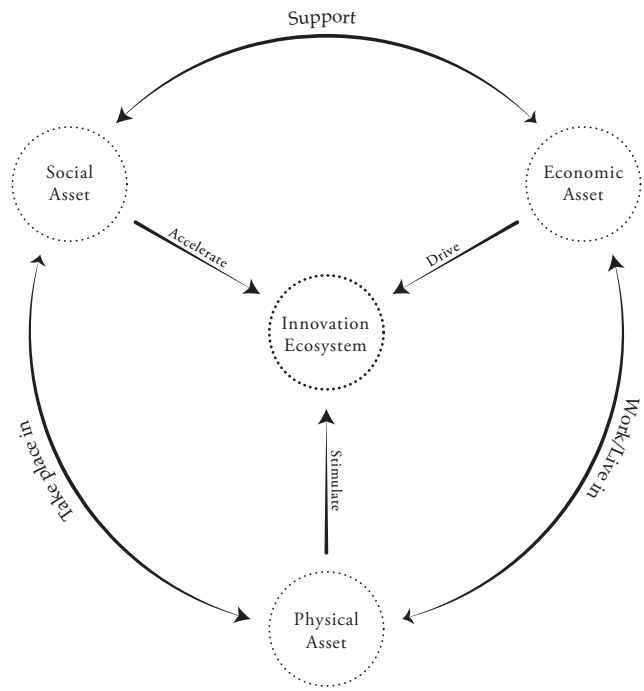 Support
Social
Asset
Economic
Asset
Accelerate
Drive
Innovation
Ecosystem
Take place in
Work/Live in
Stimulate
Physical
Asset